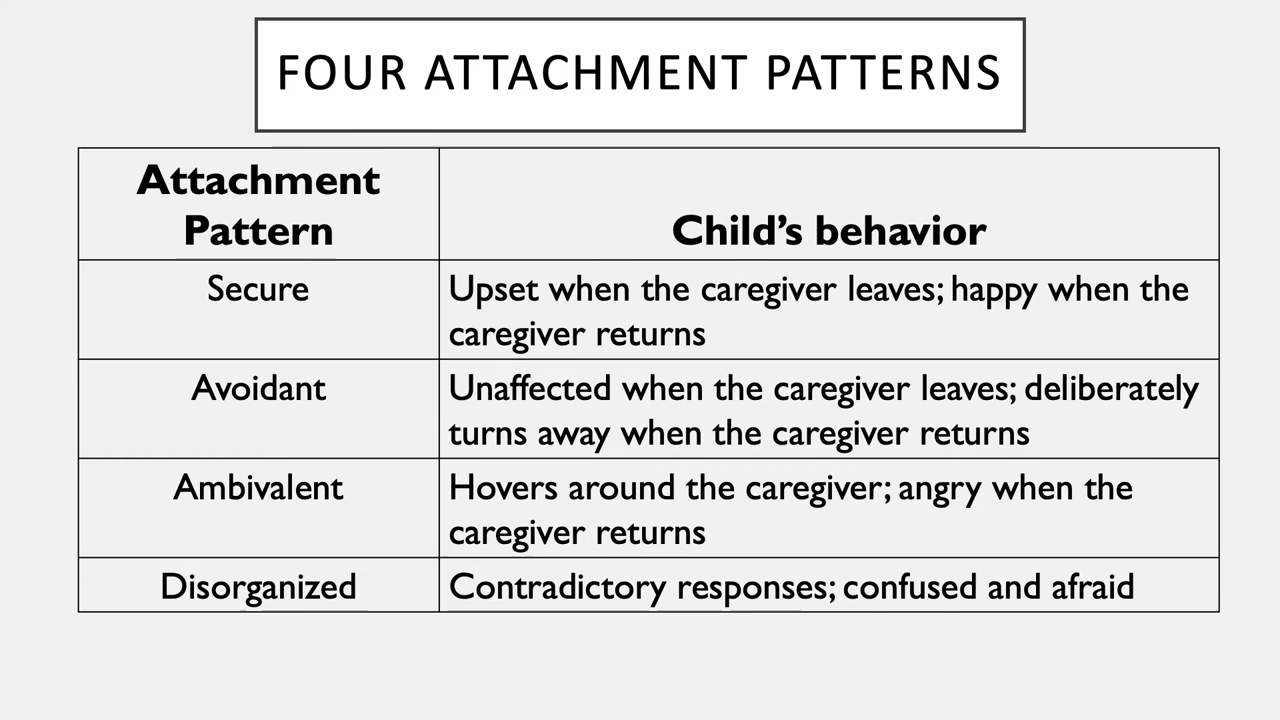 FOUR ATTACHMENT PATTERNS
Attachment
Pattern
Child's behavior
Secure
Upset when the caregiver leaves; happy when the
caregiver returns
Avoidant
Unaffected when the caregiver leaves; deliberately
turns away when the caregiver returns
Ambivalent
Hovers around the caregiver; angry when the
caregiver returns
Disorganized
Contradictory responses; confused and afraid